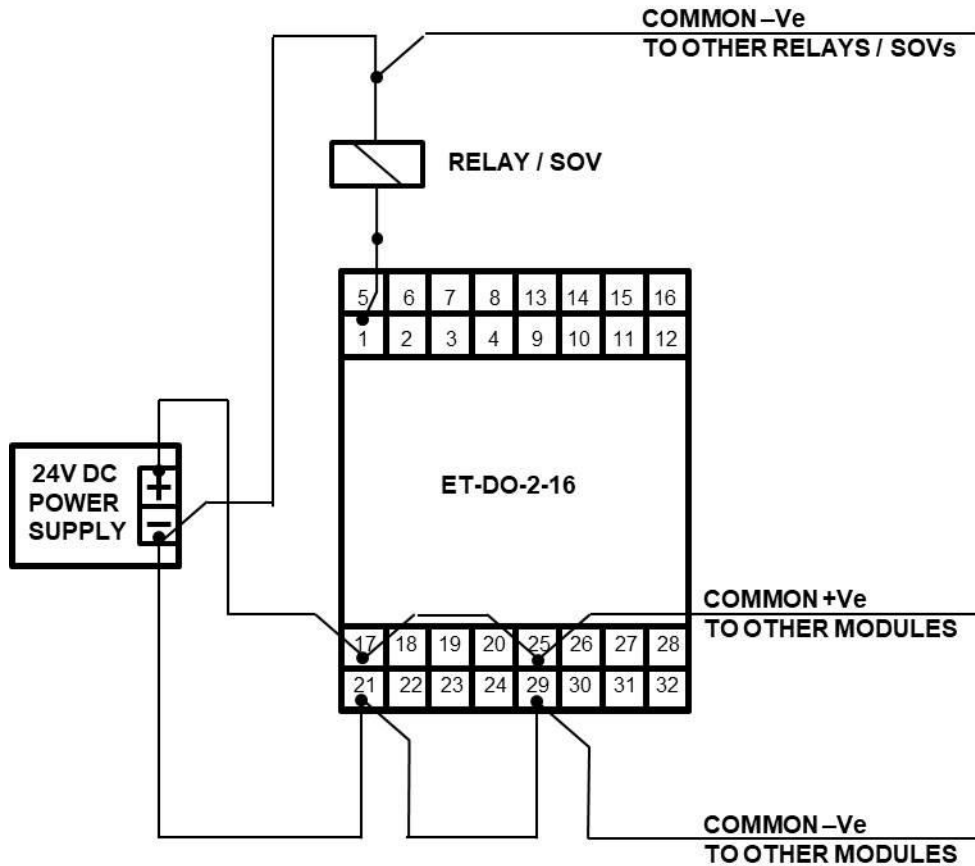 COMMON –Ve
TO OTHER RELAYS / SOVs
RELAY / SOV
5 6 7 8 13 14 15 16
1 2 3 4 9 10 11 12
24V DC
POWER
SUPPLY
+
–
ET-DO-2-16
COMMON +Ve
TO OTHER MODULES
17 18 19 20 25 26 27 28
21 22 23 24 29 30 31 32
COMMON –Ve
TO OTHER MODULES